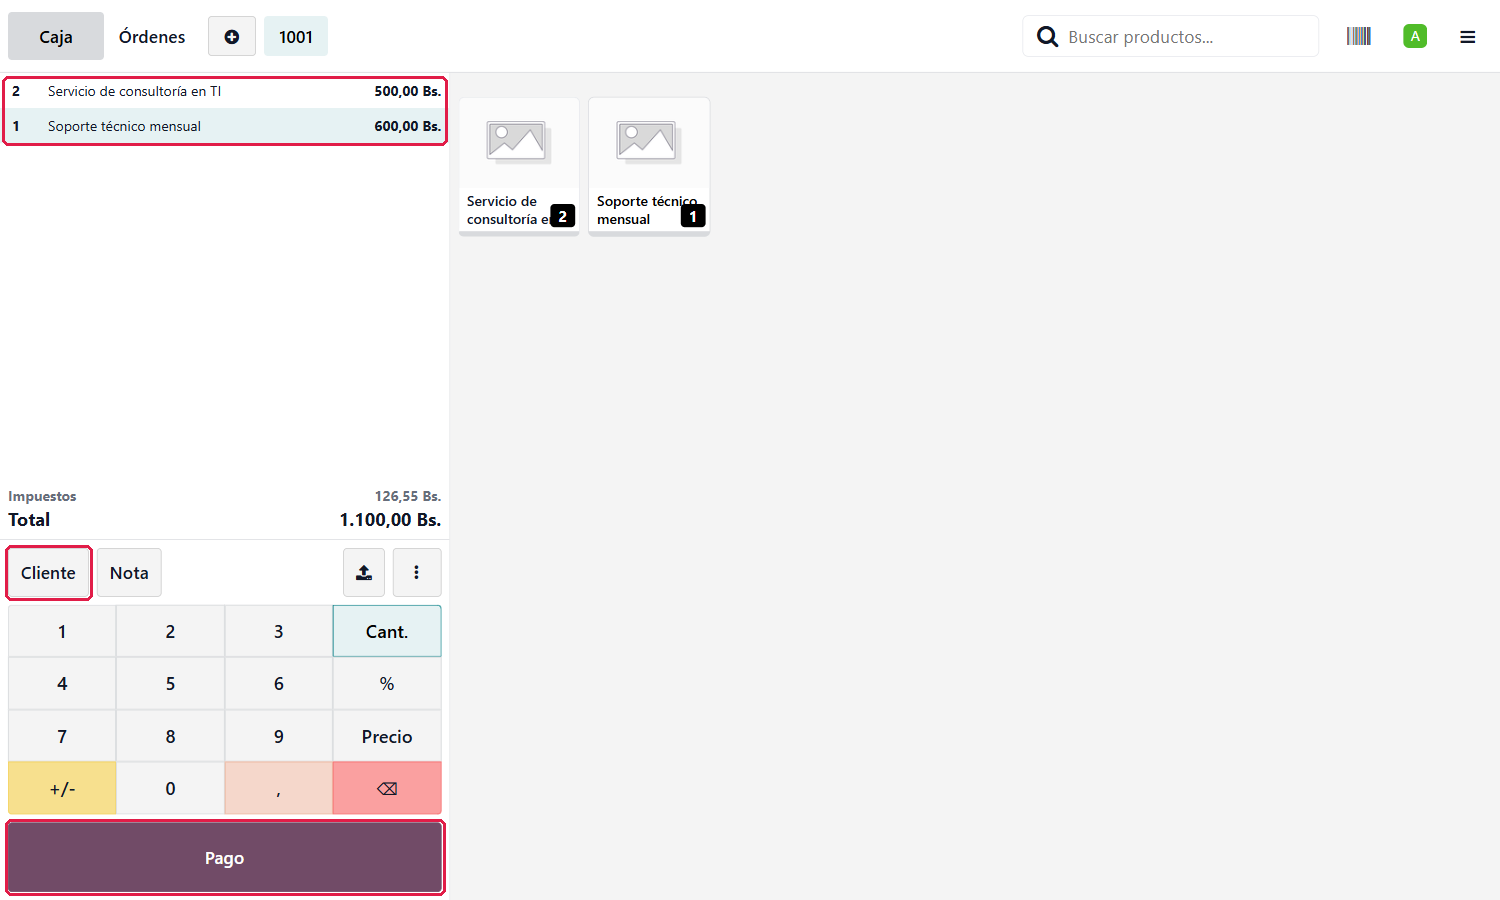 Caja
Órdenes
1001
Buscar productos...
A
2 Servicio de consultoría en TI 500,00 Bs.
1 Soporte técnico mensual 600,00 Bs.
Servicio de
consultoría e
2
Soporte técnico
mensual
1
Impuestos 126,55 Bs.
Total 1.100,00 Bs.
Cliente
Nota
1 2 3 Cant.
4 5 6 %
7 8 9 Precio
+/- 0 , ⌫
Pago